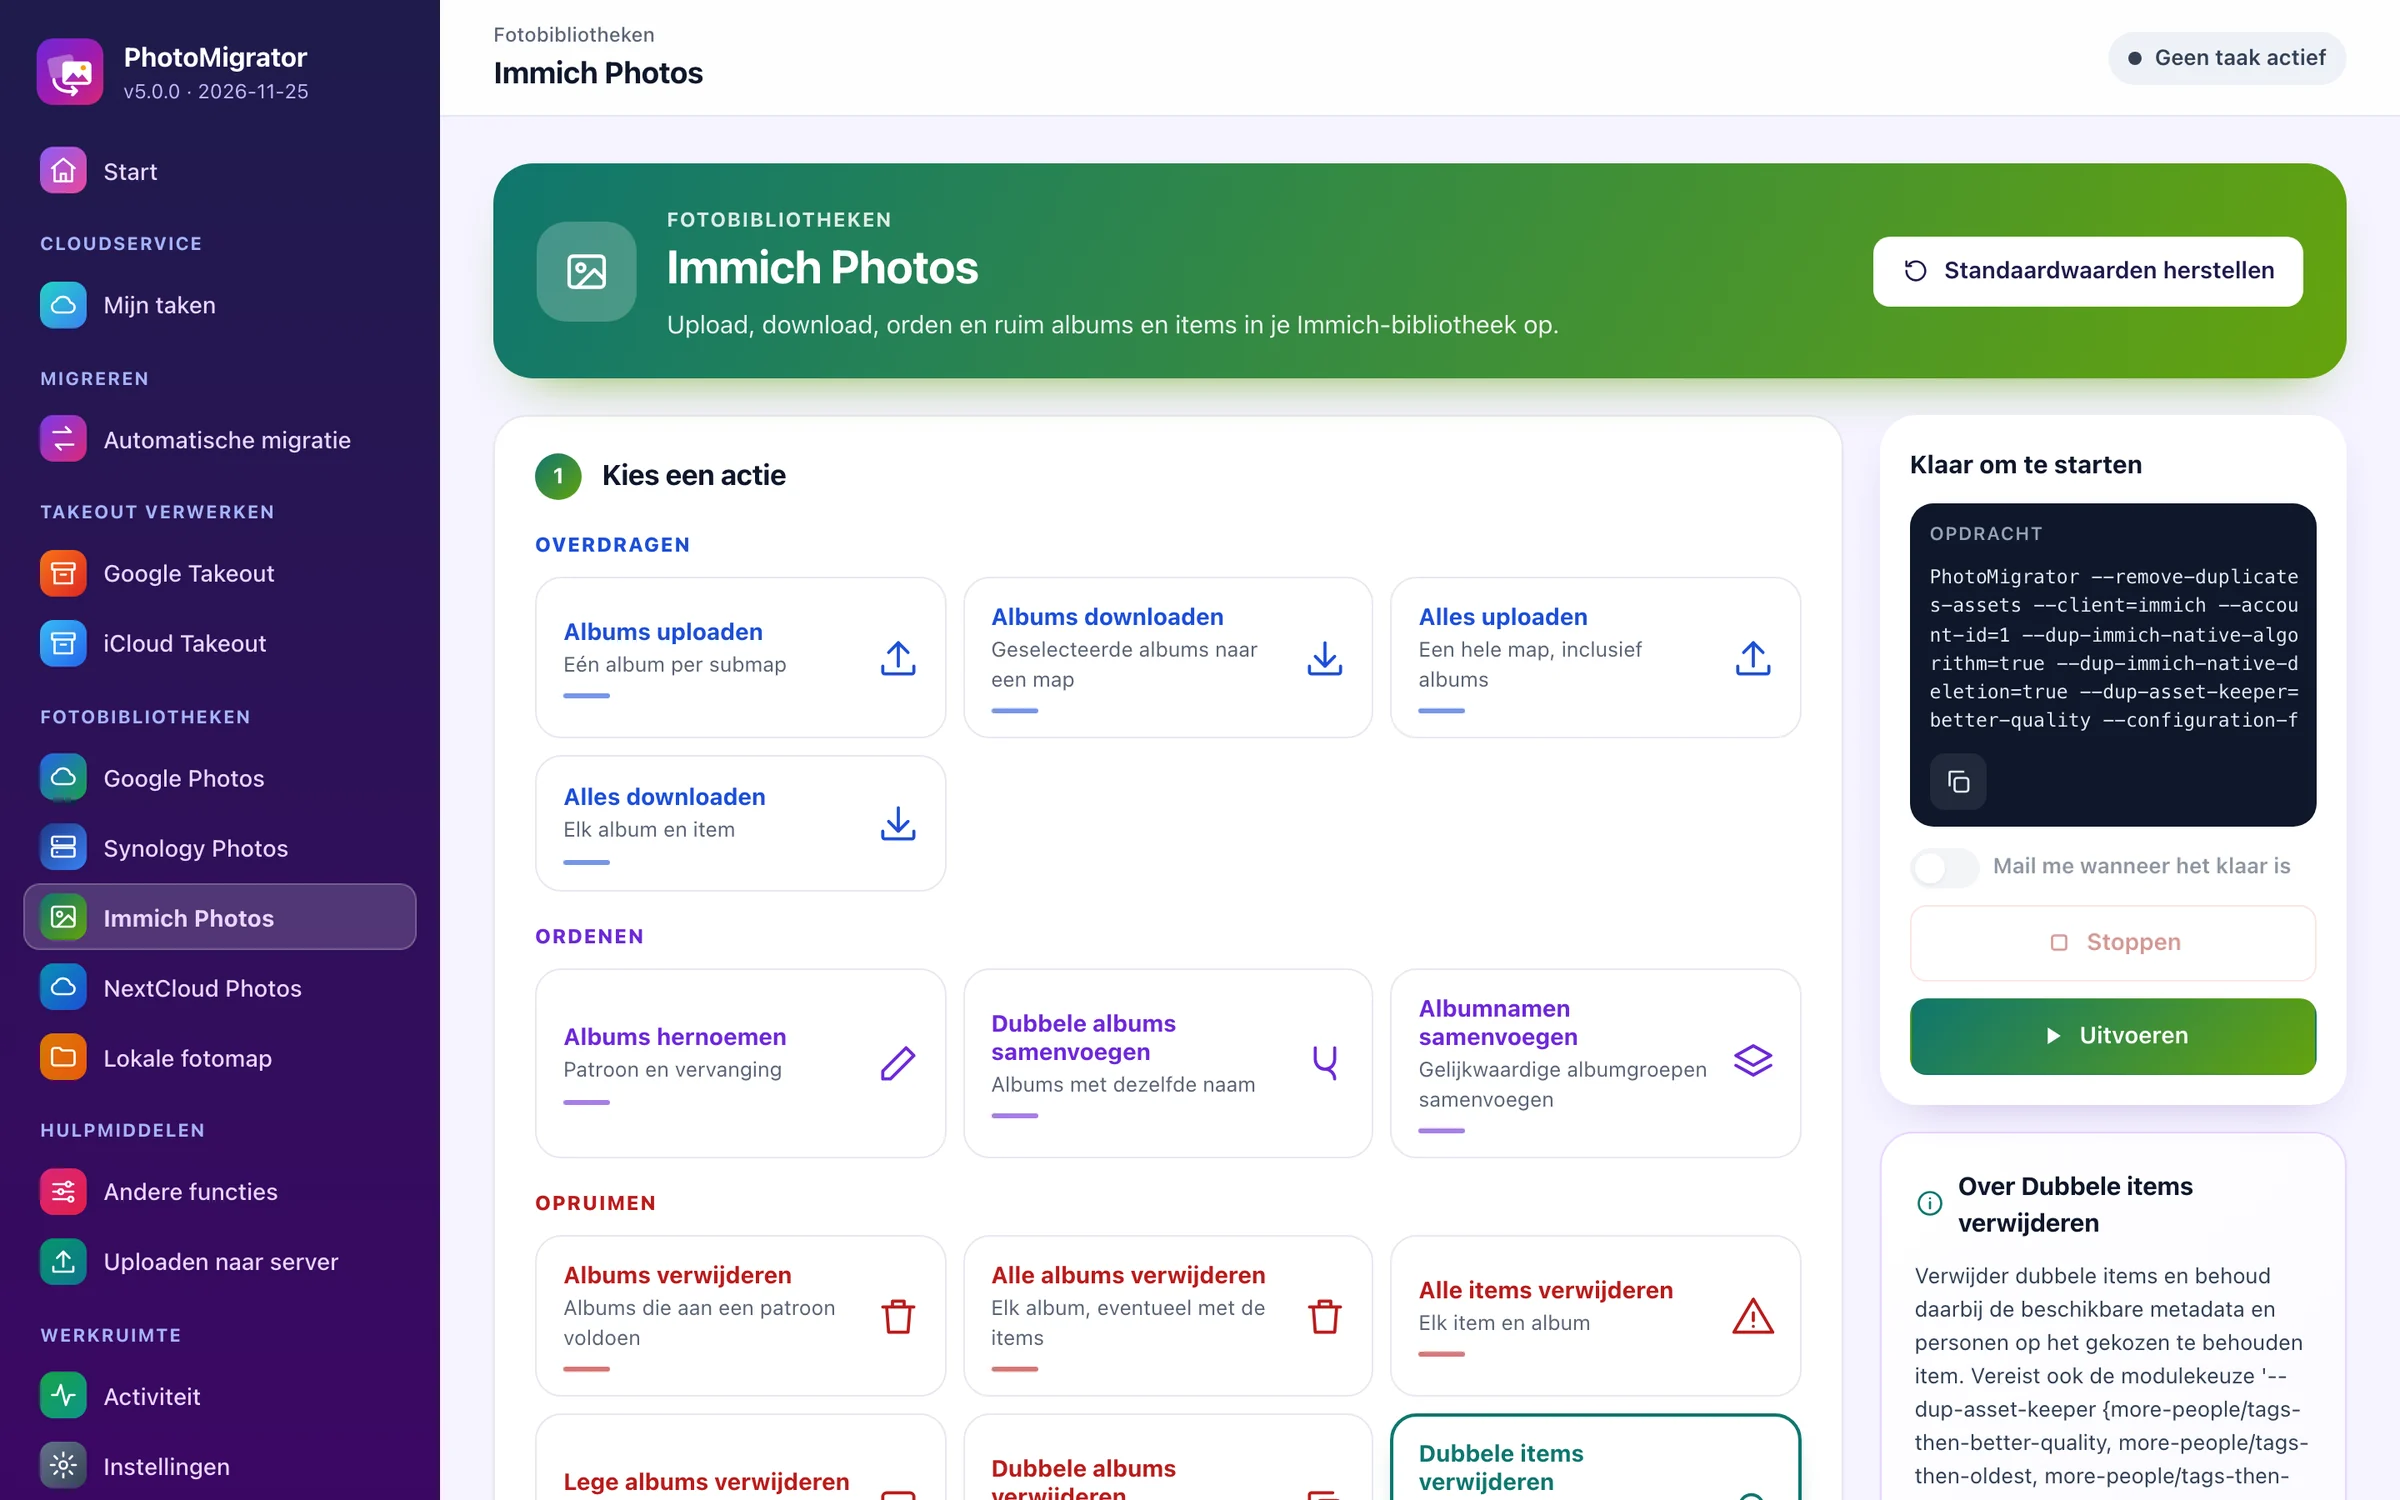 PhotoMigrator
v5.0.0 · 2026-11-25
Start
CLOUDSERVICE
Mijn taken
MIGREREN
Automatische migratie
TAKEOUT VERWERKEN
Google Takeout
iCloud Takeout
FOTOBIBLIOTHEKEN
Google Photos
Synology Photos
Immich Photos
NextCloud Photos
Lokale fotomap
HULPMIDDELEN
Andere functies
Uploaden naar server
WERKRUIMTE
Activiteit
Instellingen
Fotobibliotheken
Immich Photos
Geen taak actief
FOTOBIBLIOTHEKEN
Immich Photos
Upload, download, orden en ruim albums en items in je Immich-bibliotheek op.
Standaardwaarden herstellen
1 Kies een actie
OVERDRAGEN
Albums uploaden
Eén album per submap
Albums downloaden
Geselecteerde albums naar
een map
Alles uploaden
Een hele map, inclusief
albums
Alles downloaden
Elk album en item
ORDENEN
Albums hernoemen
Patroon en vervanging
Dubbele albums
samenvoegen
Albums met dezelfde naam
Albumnamen
samenvoegen
Gelijkwaardige albumgroepen
samenvoegen
OPRUIMEN
Albums verwijderen
Albums die aan een patroon
voldoen
Alle albums verwijderen
Elk album, eventueel met de
items
Alle items verwijderen
Elk item en album
Lege albums verwijderen
Dubbele albums
verwijderen
Dubbele items
verwijderen
Klaar om te starten
OPDRACHT
PhotoMigrator --remove-duplicate
s-assets --client=immich --accou
nt-id=1 --dup-immich-native-algo
rithm=true --dup-immich-native-d
eletion=true --dup-asset-keeper=
better-quality --configuration-f
Mail me wanneer het klaar is
Stoppen
Uitvoeren
Over Dubbele items
verwijderen
Verwijder dubbele items en behoud
daarbij de beschikbare metadata en
personen op het gekozen te behouden
item. Vereist ook de modulekeuze '--
dup-asset-keeper {more-people/tags-
then-better-quality, more-people/tags-
then-oldest, more-people/tags-then-